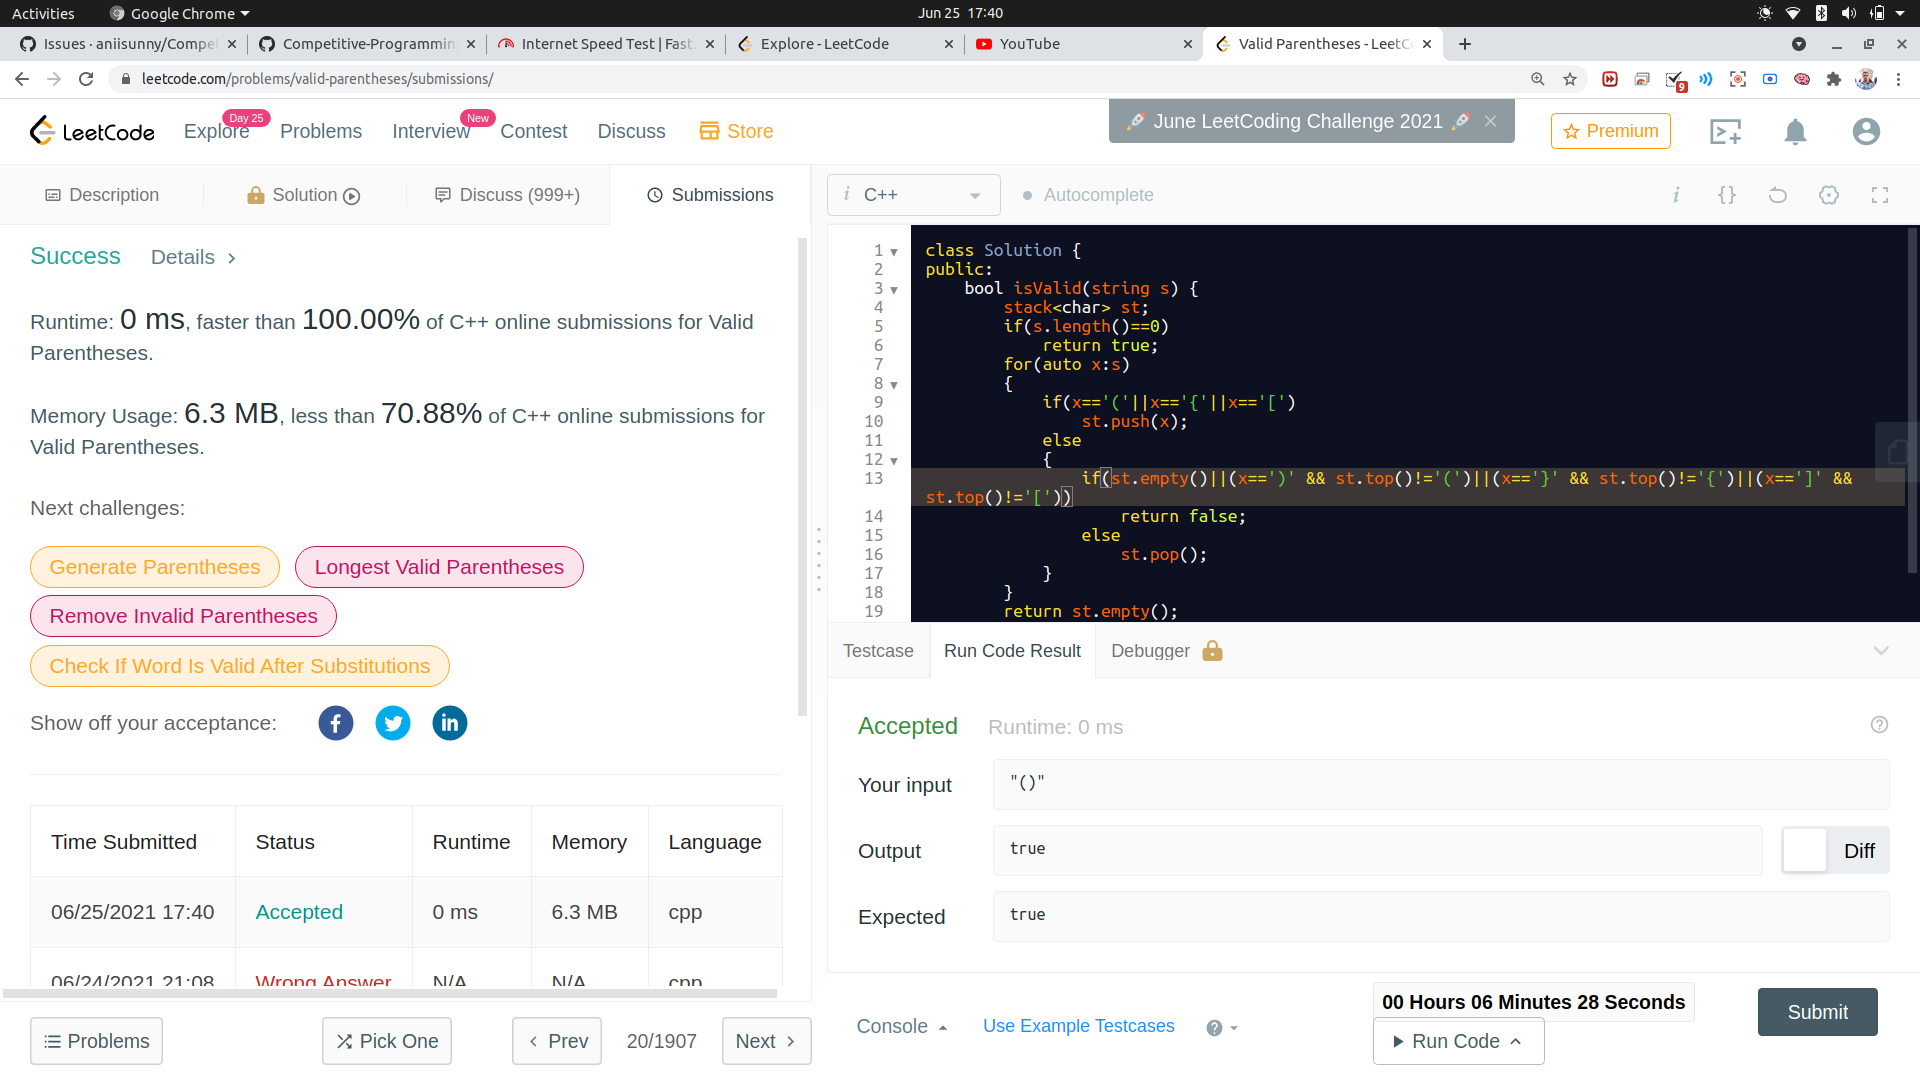 Activities
Google Chrome
Jun 25 17:40
Issues · aniisunny/Compe
Competitive-Programmin
Internet Speed Test | Fast.
Explore - LeetCode
YouTube
Valid Parentheses - LeetC
leetcode.com/problems/valid-parentheses/submissions/
9
LeetCode
Explore
Day 25
Problems
Interview
New
Contest
Discuss
Store
🚀 June LeetCoding Challenge 2021 🚀
Premium
Description
Solution
Discuss (999+)
Submissions
i C++
Autocomplete
i {}
Success
Details
Runtime: 0 ms, faster than 100.00% of C++ online submissions for Valid
Parentheses.
Memory Usage: 6.3 MB, less than 70.88% of C++ online submissions for
Valid Parentheses.
Next challenges:
Generate Parentheses
Longest Valid Parentheses
Remove Invalid Parentheses
Check If Word Is Valid After Substitutions
Show off your acceptance:
Time Submitted Status Runtime Memory Language
06/25/2021 17:40 Accepted 0 ms 6.3 MB cpp
06/24/2021 21:08 Wrong Answer N/A N/A cpp
Problems
Pick One
Prev
20/1907
Next
1 class Solution {
2 public:
3 bool isValid(string s) {
4 stack<char> st;
5 if(s.length()==0)
6 return true;
7 for(auto x:s)
8 {
9 if(x=='('||x=='{'||x=='[')
10 st.push(x);
11 else
12 {
13 if(st.empty()||(x==')' && st.top()!='(')||(x=='}' && st.top()!='{')||(x==']' &&
st.top()!='['))
14 return false;
15 else
16 st.pop();
17 }
18 }
19 return st.empty();
Testcase
Run Code Result
Debugger
Accepted
Runtime: 0 ms
Your input
"()"
Output
true
Diff
Expected
true
Console
Use Example Testcases
00 Hours 06 Minutes 28 Seconds
Run Code
Submit